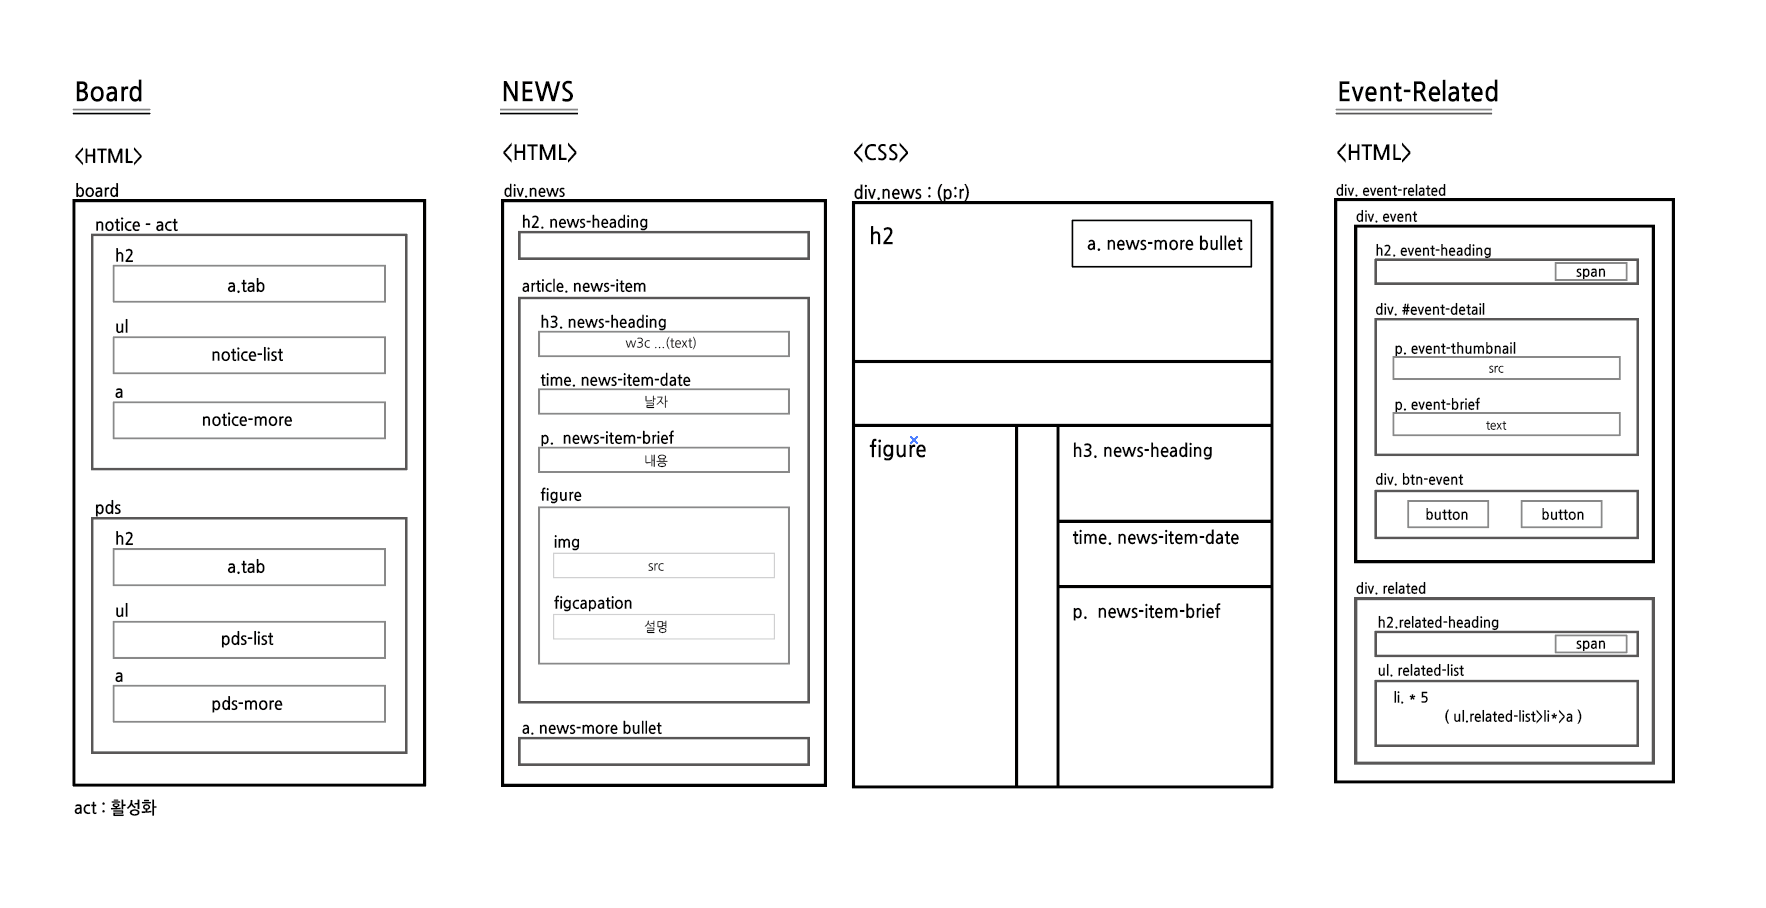 Board
<HTML>
board
notice - act
h2
a.tab
ul
notice-list
a
notice-more
pds
h2
a.tab
ul
pds-list
a
pds-more
act : 활성화
NEWS
<HTML>
div.news
h2. news-heading
article. news-item
h3. news-heading
w3c ...(text)
time. news-item-date
날자
p. news-item-brief
내용
figure
img
src
figcapation
설명
a. news-more bullet
<CSS>
div.news : (p:r)
h2
a. news-more bullet
figure
h3. news-heading
time. news-item-date
p. news-item-brief
Event-Related
<HTML>
div. event-related
div. event
h2. event-heading
span
div. #event-detail
p. event-thumbnail
src
p. event-brief
text
div. btn-event
button button
div. related
h2.related-heading
span
ul. related-list
li. * 5
( ul.related-list>li*>a )